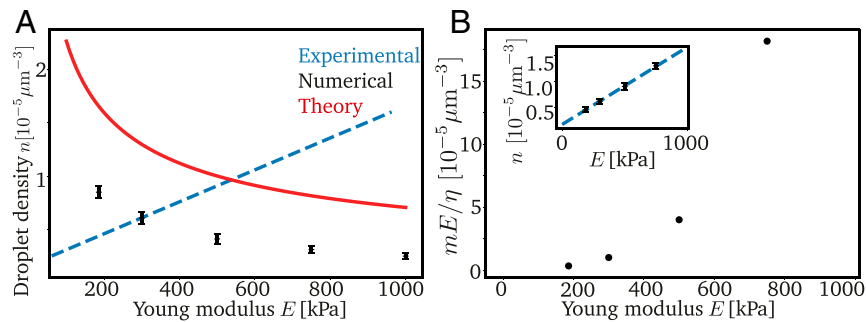 A
Droplet density n[10⁻⁵ μm⁻³]
2
1
Experimental
Numerical
Theory
200 400 600 800 1000
Young modulus E [kPa]
B
mE/η [10⁻⁵ μm⁻³]
15
10
5
0
n [10⁻⁵ μm⁻³]
1.5
1.0
0.5
0 1000
E [kPa]
0 200 400 600 800 1000
Young modulus E [kPa]